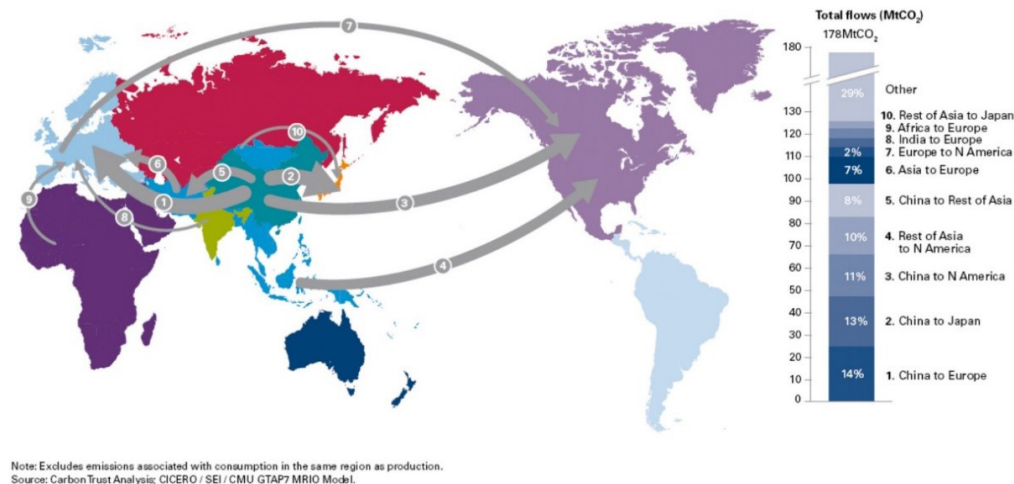 Total flows (MtCO₂)
178MtCO₂
180
130
120
110
100
90
80
70
60
50
40
30
20
10
0
29%
2%
7%
8%
10%
11%
13%
14%
Other
10. Rest of Asia to Japan
9. Africa to Europe
8. India to Europe
7. Europe to N America
6. Asia to Europe
5. China to Rest of Asia
4. Rest of Asia
to N America
3. China to N America
2. China to Japan
1. China to Europe
7
10
6
5
2
1
9
8
3
4
Note: Excludes emissions associated with consumption in the same region as production.
Source: Carbon Trust Analysis; CICERO / SEI / CMU GTAP7 MRIO Model.